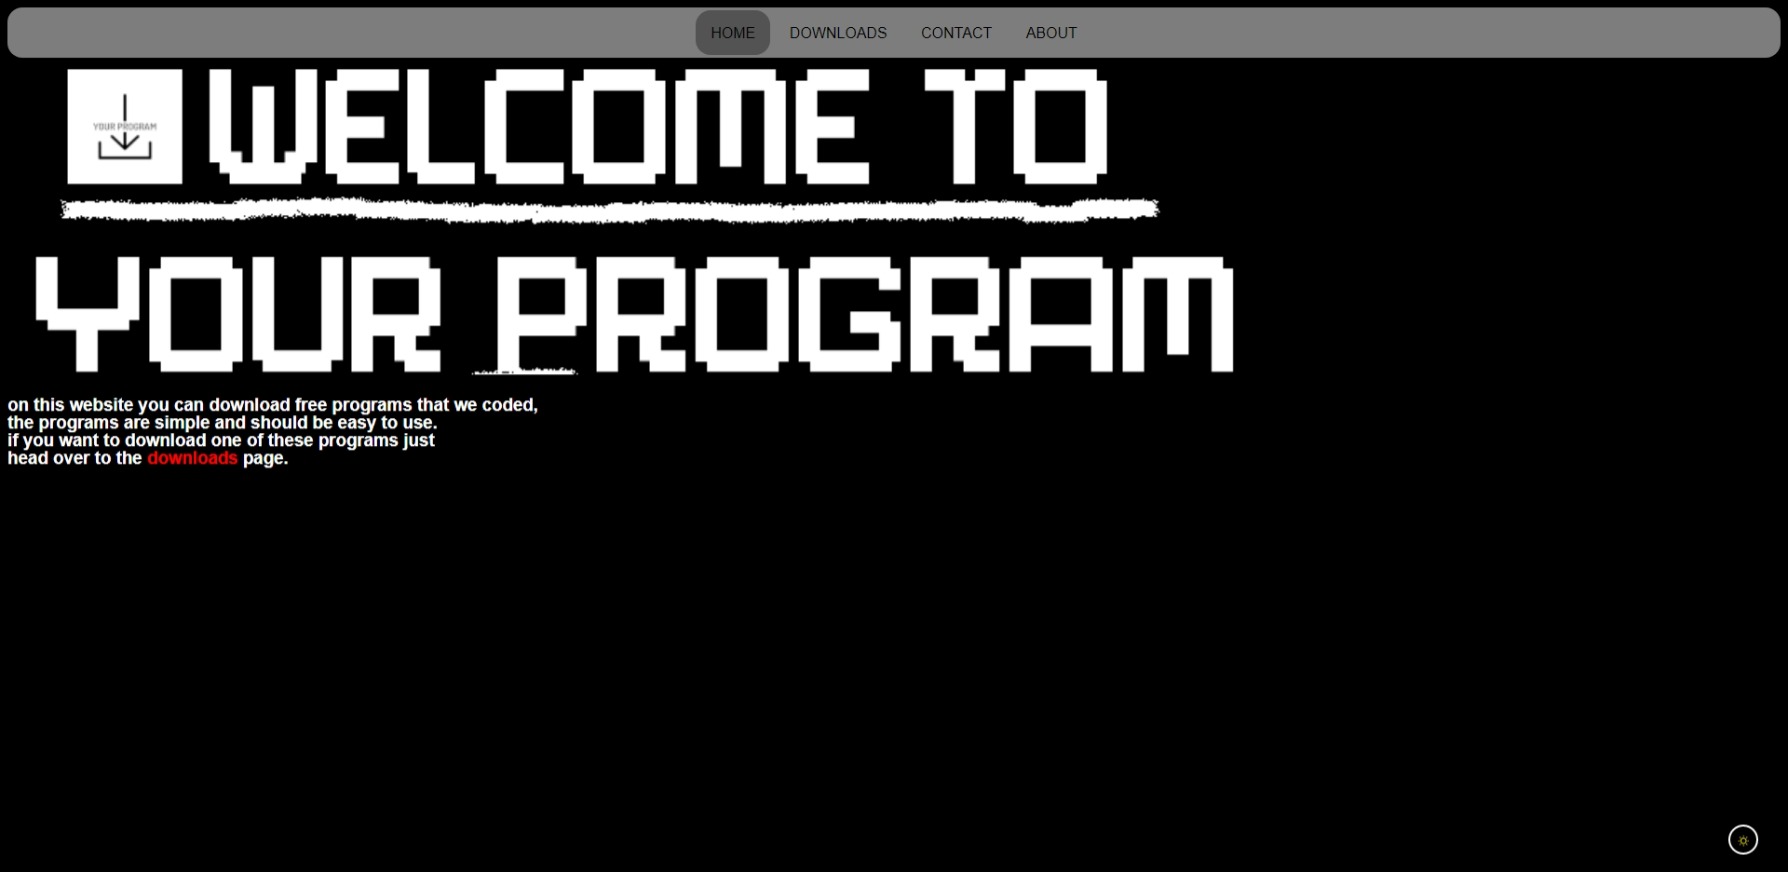 HOME DOWNLOADS CONTACT ABOUT
YOUR PROGRAM
WELCOME TO
YOUR PROGRAM
on this website you can download free programs that we coded,
the programs are simple and should be easy to use.
if you want to download one of these programs just
head over to the downloads page.